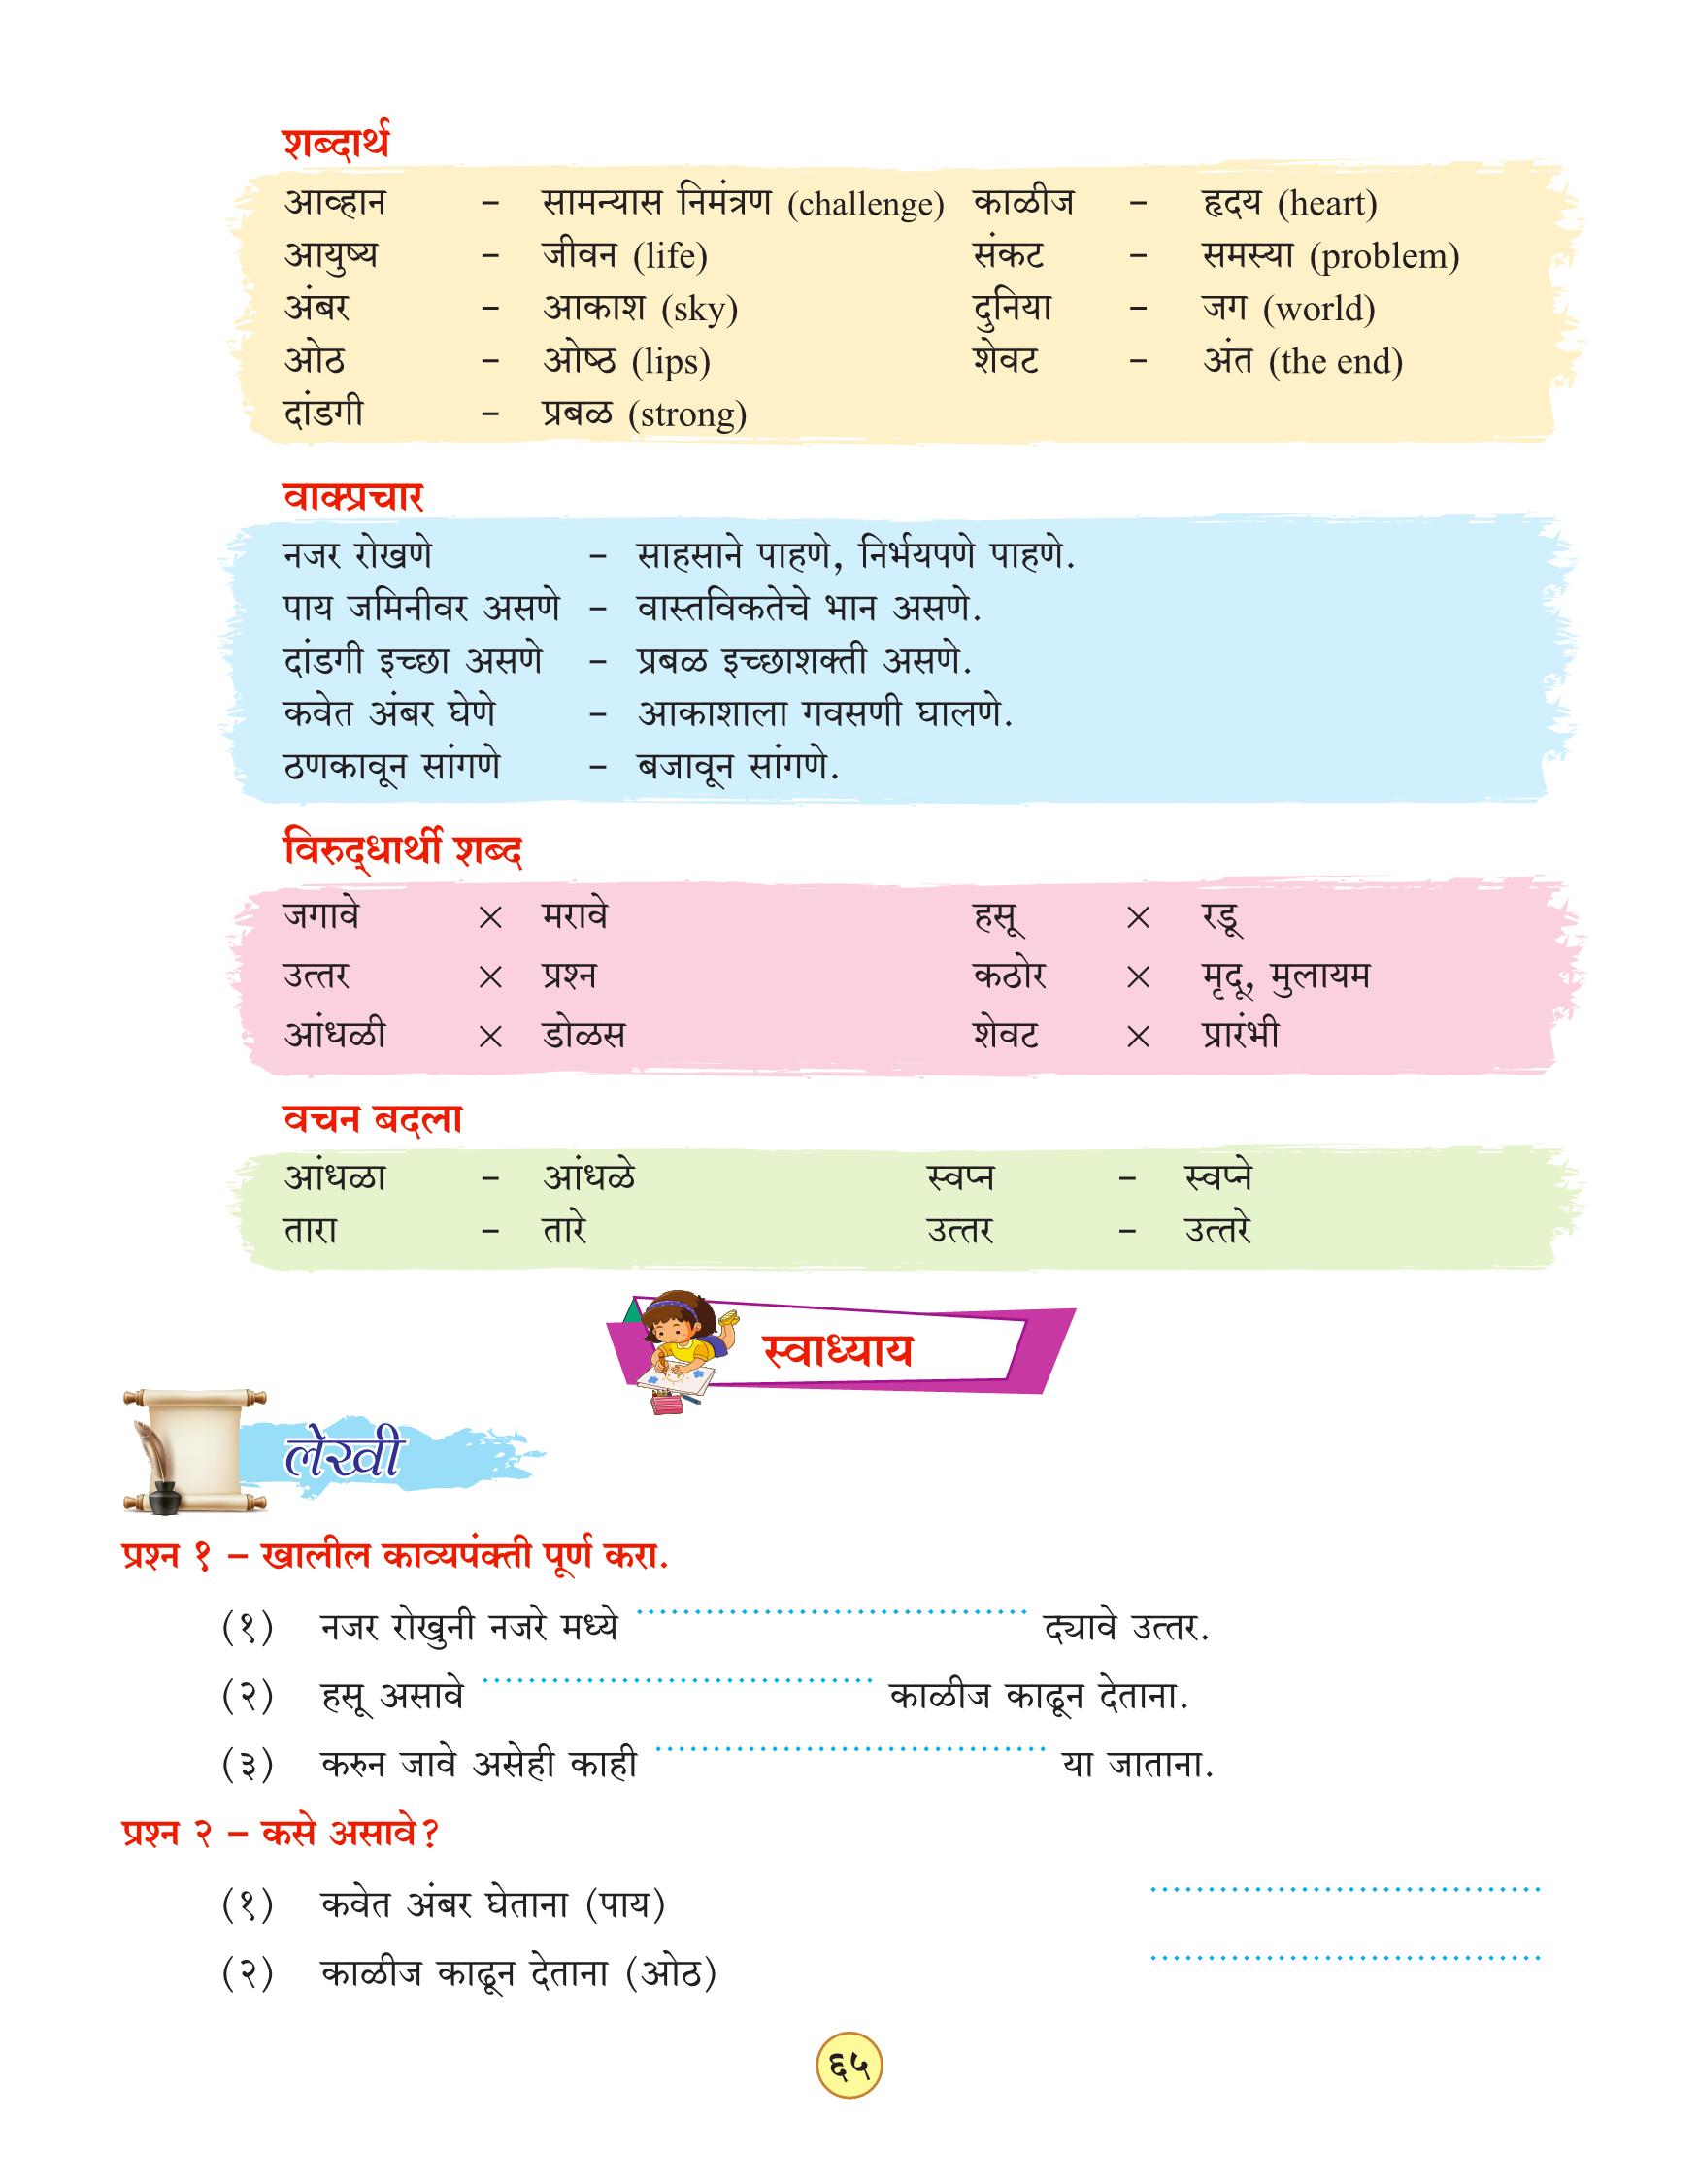 शब्दार्थ
आव्हान – सामन्यास निमंत्रण (challenge) काळीज – हृदय (heart)
आयुष्य – जीवन (life) संकट – समस्या (problem)
अंबर – आकाश (sky) दुनिया – जग (world)
ओठ – ओष्ठ (lips) शेवट – अंत (the end)
दांडगी – प्रबळ (strong)
वाक्प्रचार
नजर रोखणे – साहसाने पाहणे, निर्भयपणे पाहणे.
पाय जमिनीवर असणे – वास्तविकतेचे भान असणे.
दांडगी इच्छा असणे – प्रबळ इच्छाशक्ती असणे.
कवेत अंबर घेणे – आकाशाला गवसणी घालणे.
ठणकावून सांगणे – बजावून सांगणे.
विरुद्धार्थी शब्द
जगावे × मरावे हसू × रडू
उत्तर × प्रश्न कठोर × मृदू, मुलायम
आंधळी × डोळस शेवट × प्रारंभी
वचन बदला
आंधळा – आंधळे स्वप्न – स्वप्ने
तारा – तारे उत्तर – उत्तरे
स्वाध्याय
लेखी
प्रश्न १ – खालील काव्यपंक्ती पूर्ण करा.
(१) नजर रोखुनी नजरे मध्ये .................................. द्यावे उत्तर.
(२) हसू असावे .................................. काळीज काढून देताना.
(३) करुन जावे असेही काही .................................. या जाताना.
प्रश्न २ – कसे असावे?
(१) कवेत अंबर घेताना (पाय) ..................................
(२) काळीज काढून देताना (ओठ) ..................................
६५